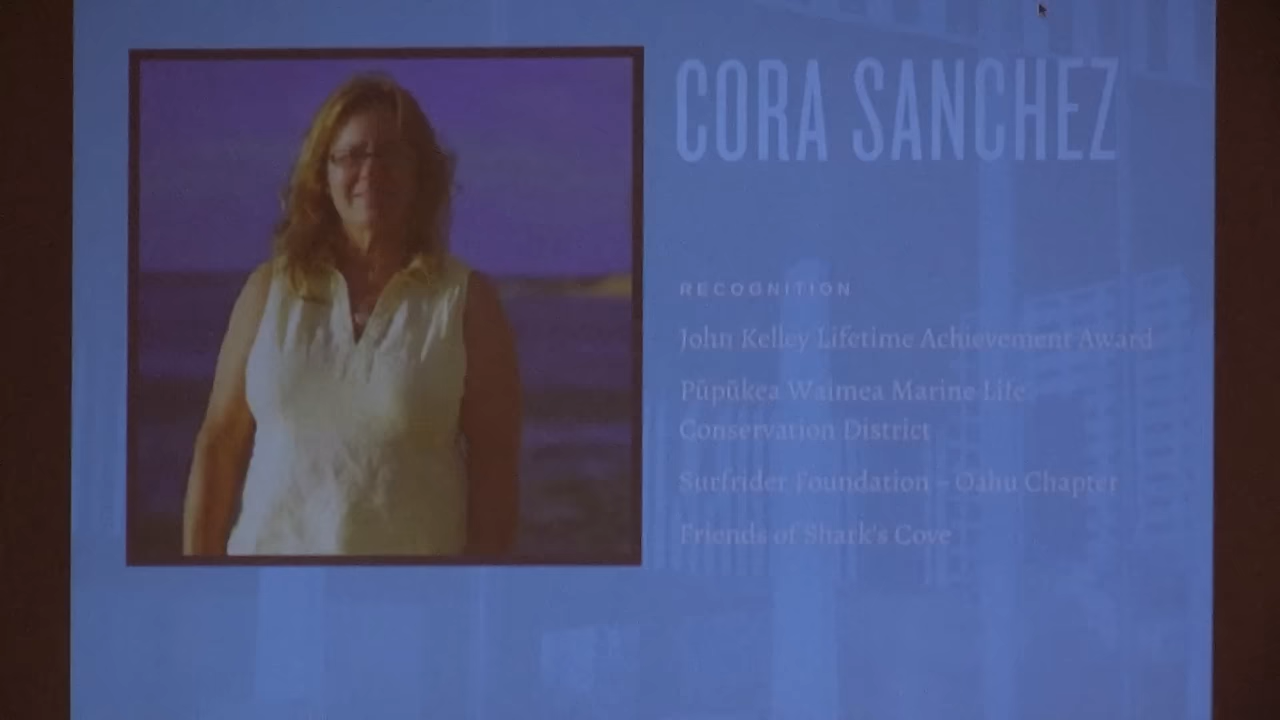 CORA SANCHEZ
RECOGNITION
John Kelley Lifetime Achievement Award
Pūpūkea Waimea Marine Life
Conservation District
Surfrider Foundation – Oahu Chapter
Friends of Shark's Cove